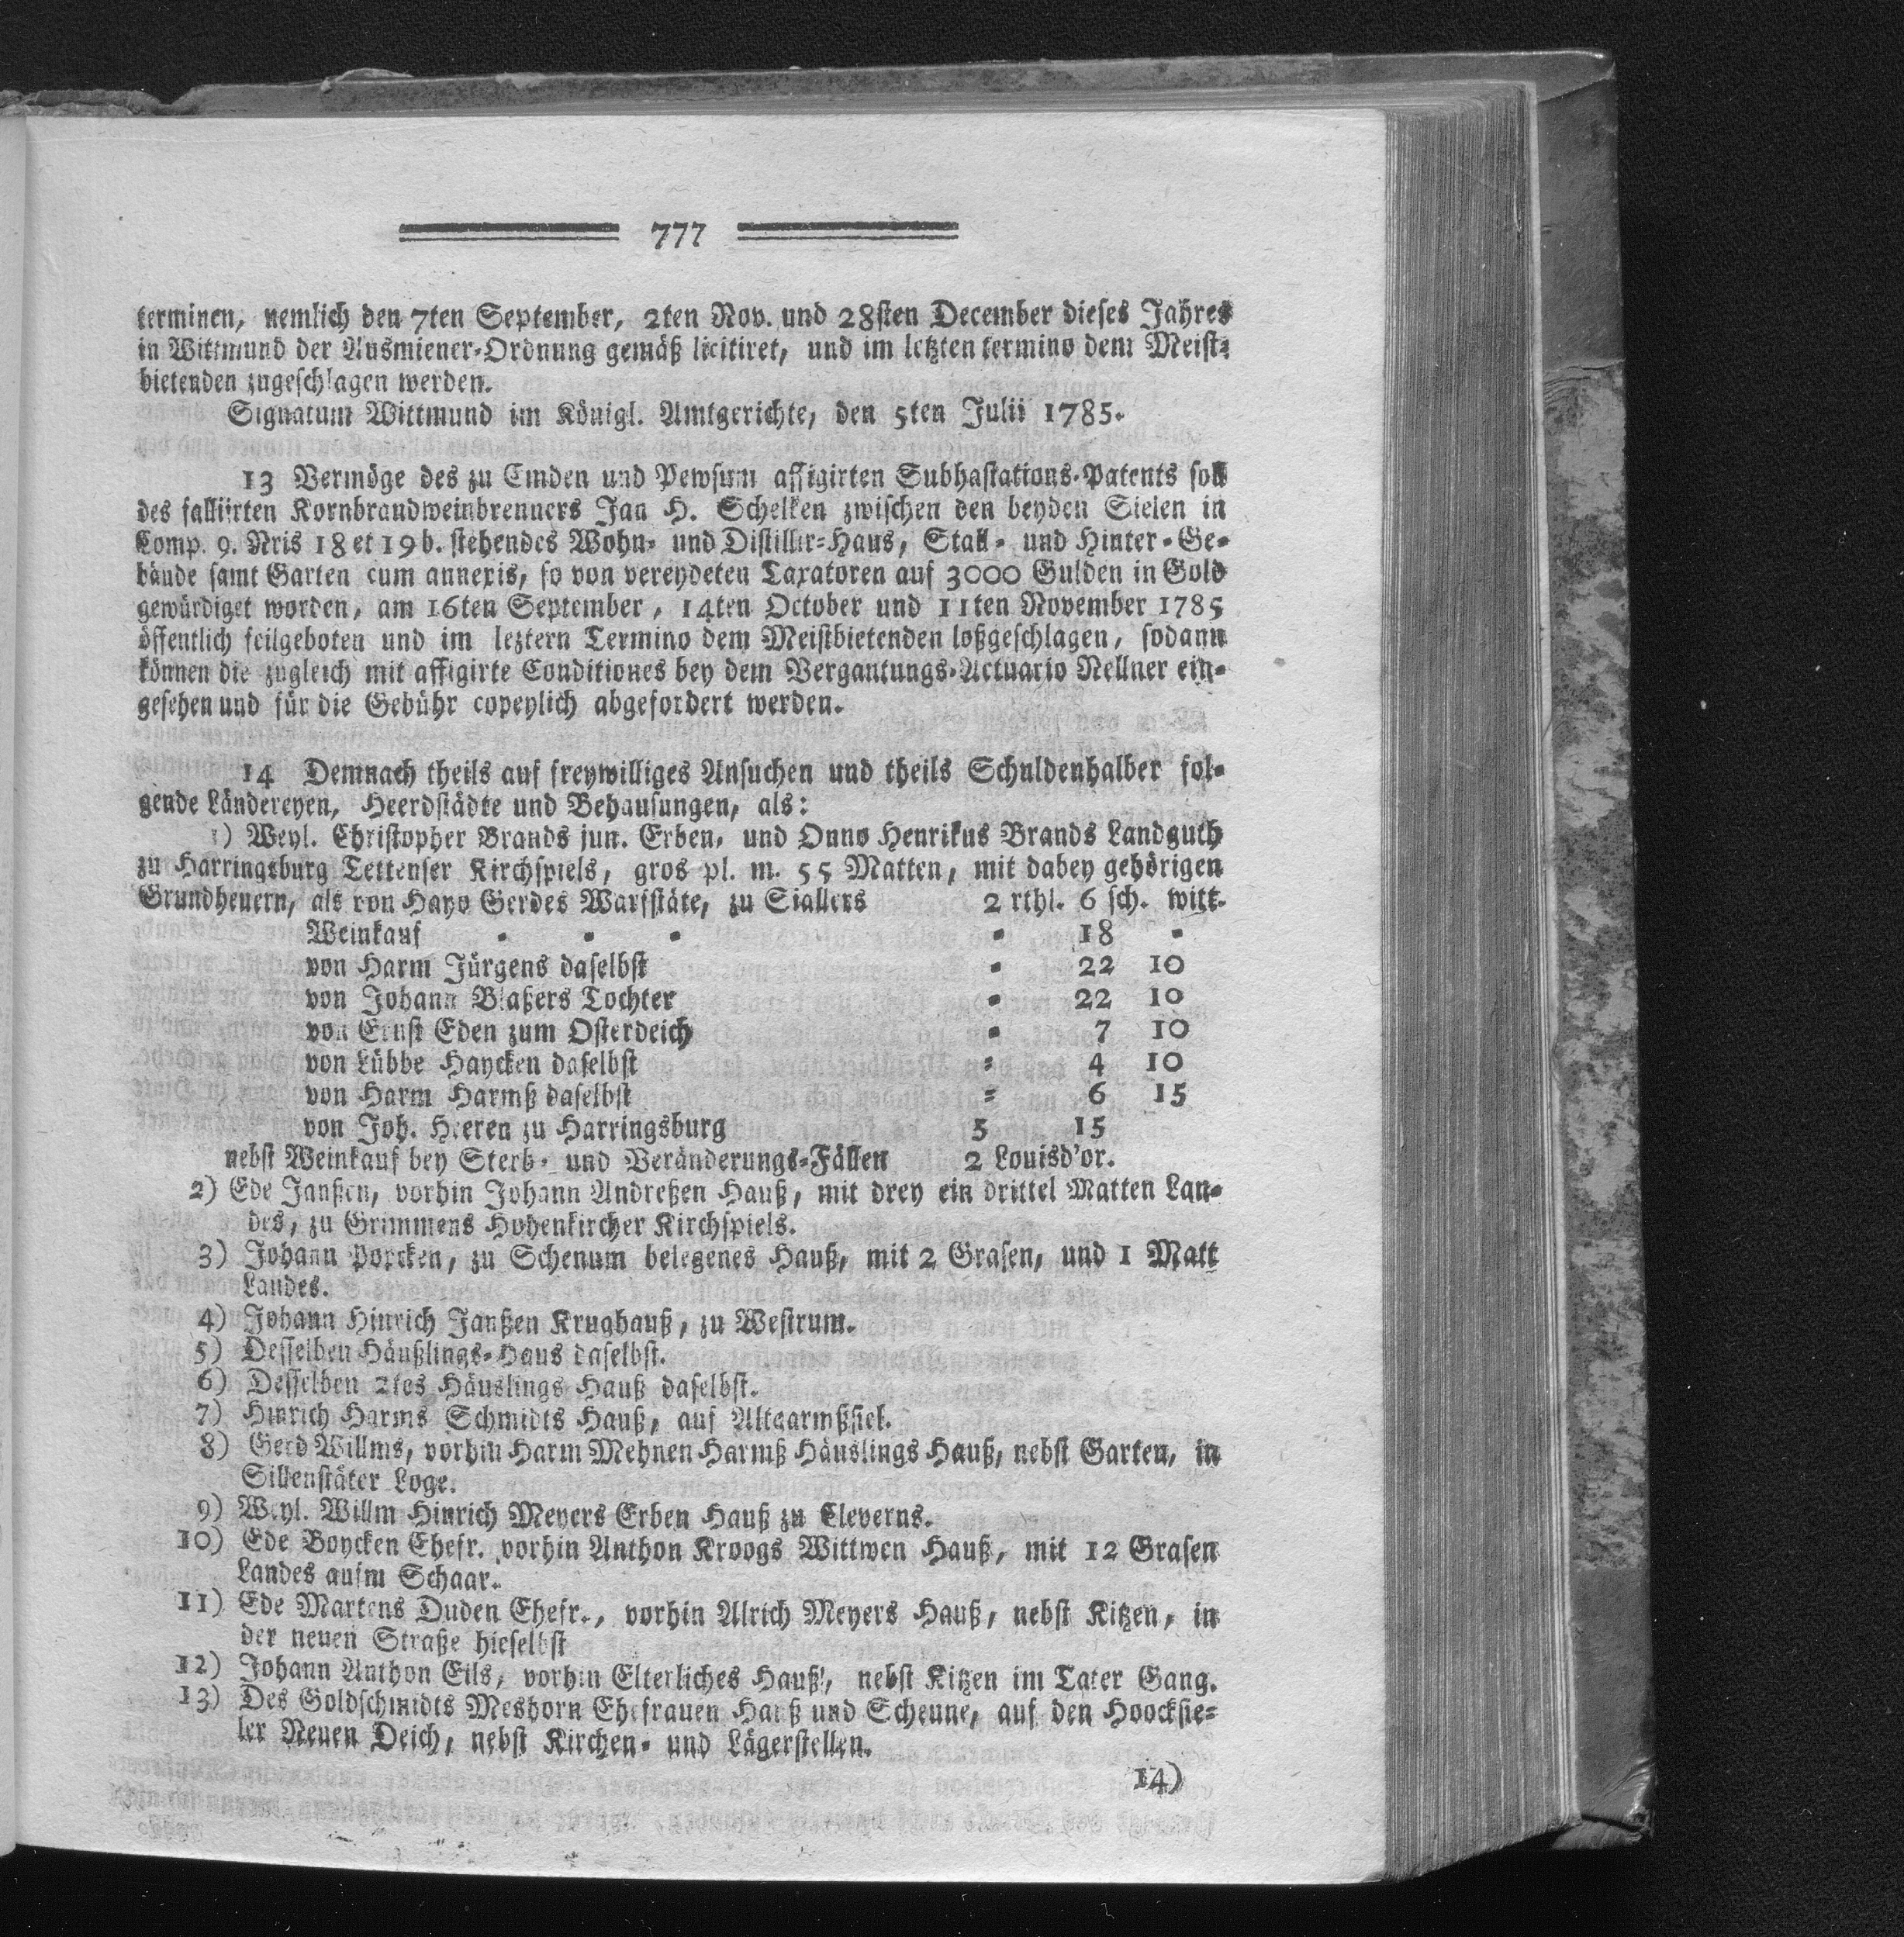 777
terminen, nemlich den 7ten September, 2ten Nov. und 28sten December dieses Jahres
in Wittmund der Ausmiener-Ordnung gemäß licitiret, und im letzten termino dem Meist-
bietenden zugeschlagen werden.
Signatum Wittmund im Königl. Amtgerichte, den 5ten Julii 1785.
13 Vermöge des zu Emden und Pewsum affigirten Subhastations-Patents soll
des falliirten Kornbrandweinbrenners Jan H. Schelken zwischen den beyden Sielen in
Comp. 9. Nris 18 et 19b. stehendes Wohn- und Distillir-Haus, Stall- und Hinter-Ge-
bäude samt Garten cum annexis, so von vereydeten Taxatoren auf 3000 Gulden in Gold
gewürdiget worden, am 16ten September, 14ten October und 11ten November 1785
öffentlich feilgeboten und im leztern Termino dem Meistbietenden loßgeschlagen, sodann
können die zugleich mit affigirte Conditiones bey dem Vergantungs-Actuario Nellner ein-
gesehen und für die Gebühr copeylich abgefordert werden.
14 Demnach theils auf freywilliges Ansuchen und theils Schuldenhalber fol-
gende Ländereyen, Heerdstädte und Behausungen, als:
1) Weyl. Christopher Brands jun. Erben, und Onno Henrikus Brands Landguth
zu Harringsburg Tettenser Kirchspiels, gros pl. m. 55 Matten, mit dabey gehörigen
Grundheuern, als von Hayo Gerdes Warfstäte, zu Siallers 2 rthl. 6 sch. witt.
Weinkauf - - - - 18 -
von Harm Jürgens daselbst - 22 10
von Johann Blaßers Tochter - 22 10
von Ernst Eden zum Osterdeich - 7 10
von Lübbe Haycken daselbst - 4 10
von Harm Harmß daselbst - 6 15
von Joh. Heeren zu Harringsburg 5 15
nebst Weinkauf bey Sterb- und Veränderungs-Fällen 2 Louisd'or.
2) Ede Janßen, vorhin Johann Andreßen Hauß, mit drey ein drittel Matten Lan-
des, zu Grimmens Hohenkircher Kirchspiels.
3) Johann Popcken, zu Schenum belegenes Hauß, mit 2 Grasen, und 1 Matt
Landes.
4) Johann Hinrich Janßen Krughauß, zu Westrum.
5) Desselben Häußlings-Haus daselbst.
6) Desselben 2tes Häuslings Hauß daselbst.
7) Hinrich Harms Schmidts Hauß, auf Altgarmßsiel.
8) Gerd Willms, vorhin Harm Mehnen Harmß Häuslings Hauß, nebst Garten, in
Sillenstäter Loge.
9) Weyl. Willm Hinrich Meyers Erben Hauß zu Cleverns.
10) Ede Boycken Ehefr. vorhin Anthon Kroogs Wittwen Hauß, mit 12 Grasen
Landes aufm Schaar.
11) Ede Martens Duden Ehefr., vorhin Alrich Meyers Hauß, nebst Kitzen, in
der neuen Straße hieselbst
12) Johann Anthon Eils, vorhin Elterliches Hauß, nebst Kitzen im Tater Gang.
13) Des Goldschmidts Meshorn Ehefrauen Hauß und Scheune, auf den Hoocksie-
ler Neuen Deich, nebst Kirchen- und Lägerstellen.
14)